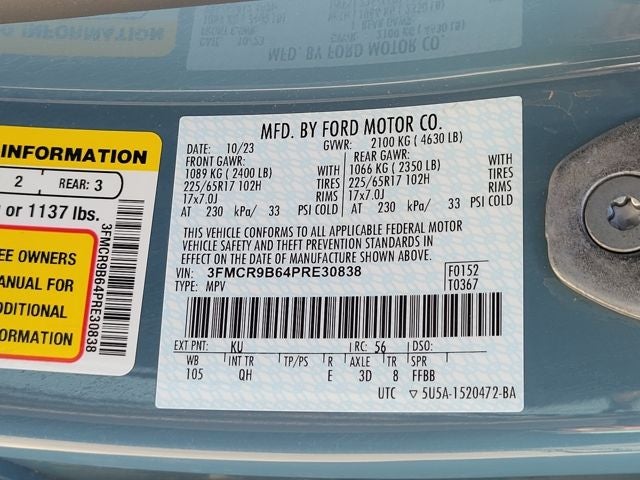 MFD. BY FORD MOTOR CO.
MFD. BY FORD MOTOR CO.
DATE: 10/23 GVWR: 2100 KG ( 4630 LB)
FRONT GAWR: REAR GAWR:
1089 KG ( 2400 LB) WITH 1066 KG ( 2350 LB) WITH
225/65R17 102H TIRES 225/65R17 102H TIRES
17x7.0J RIMS 17x7.0J RIMS
AT 230 kPa/ 33 PSI COLD AT 230 kPa/ 33 PSI COLD
THIS VEHICLE CONFORMS TO ALL APPLICABLE FEDERAL MOTOR
VEHICLE SAFETY AND THEFT PREVENTION STANDARDS IN
EFFECT ON THE DATE OF MANUFACTURE SHOWN ABOVE.
VIN: 3FMCR9B64PRE30838 F0152
TYPE: MPV T0367
EXT PNT: KU RC: 56 DSO:
WB INT TR TP/PS R AXLE TR SPR
105 QH E 3D 8 FFBB
UTC ▽ 5U5A-1520472-BA
INFORMATION
2 REAR: 3
or 1137 lbs.
EE OWNERS
MANUAL FOR
ADDITIONAL
FORMATION
3FMCR9B64PRE30838